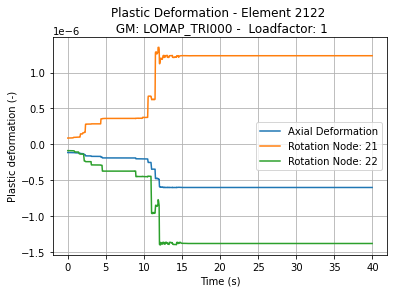 Plastic Deformation - Element 2122
GM: LOMAP_TRI000 - Loadfactor: 1
1e−6
1.0
0.5
0.0
−0.5
−1.0
−1.5
Plastic deformation (-)
Axial Deformation
Rotation Node: 21
Rotation Node: 22
0 5 10 15 20 25 30 35 40
Time (s)